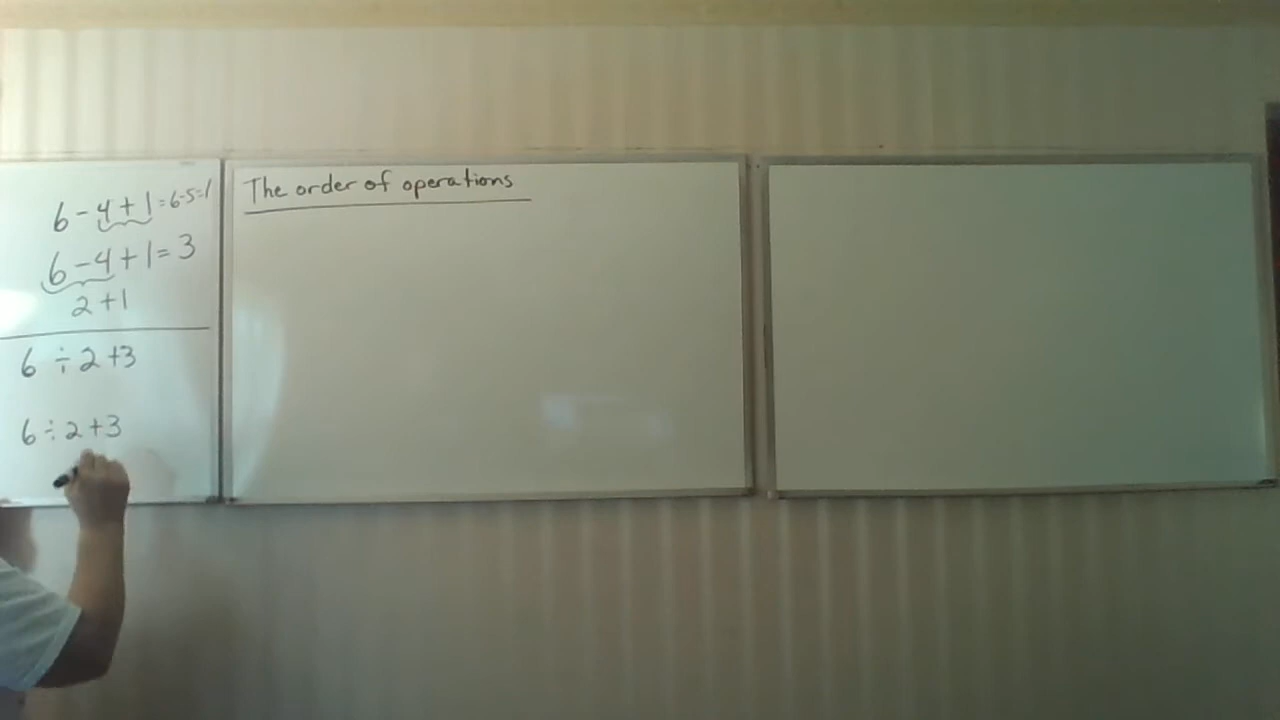 6 - 4 + 1 = 6-5=1
6 - 4 + 1 = 3
2 + 1
6 ÷ 2 + 3
6 ÷ 2 + 3
The order of operations